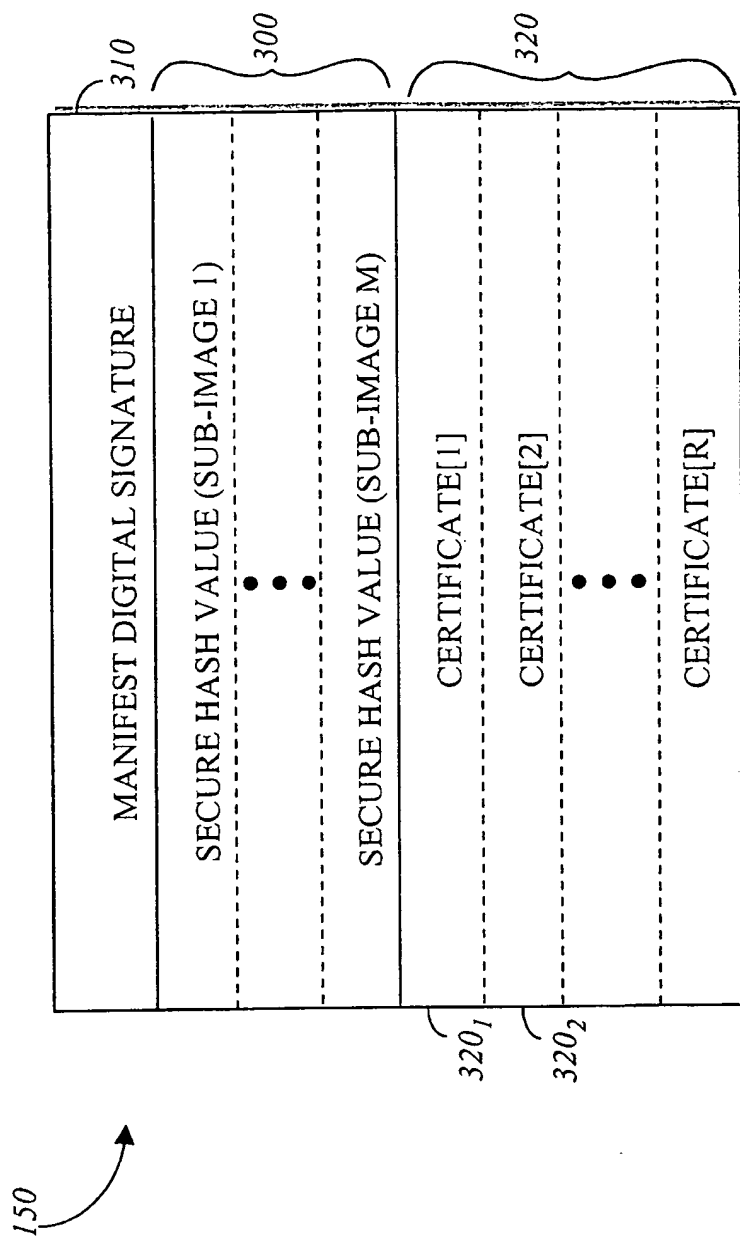 150
310
MANIFEST DIGITAL SIGNATURE
300
SECURE HASH VALUE (SUB-IMAGE 1)
SECURE HASH VALUE (SUB-IMAGE M)
320
320₁
CERTIFICATE[1]
320₂
CERTIFICATE[2]
CERTIFICATE[R]